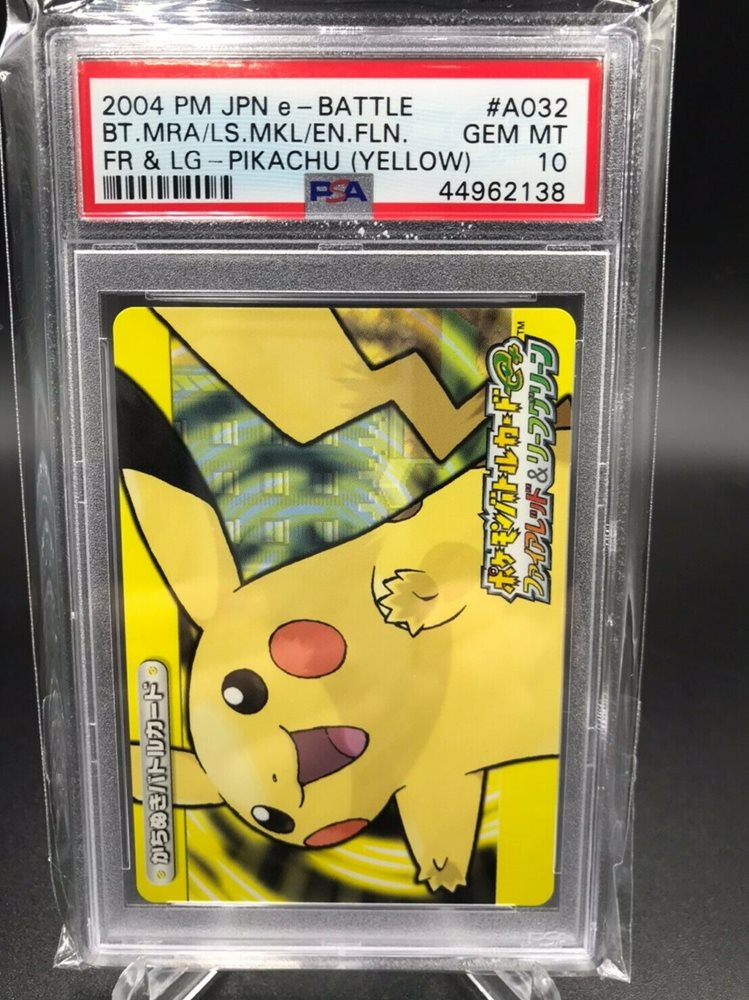 2004 PM JPN e-BATTLE #A032
BT.MRA/LS.MKL/EN.FLN. GEM MT
FR & LG-PIKACHU (YELLOW) 10
PSA 44962138
ポケモンバトルカードe+™
ファイアレッド&リーフグリーン
からぬきバトルカード